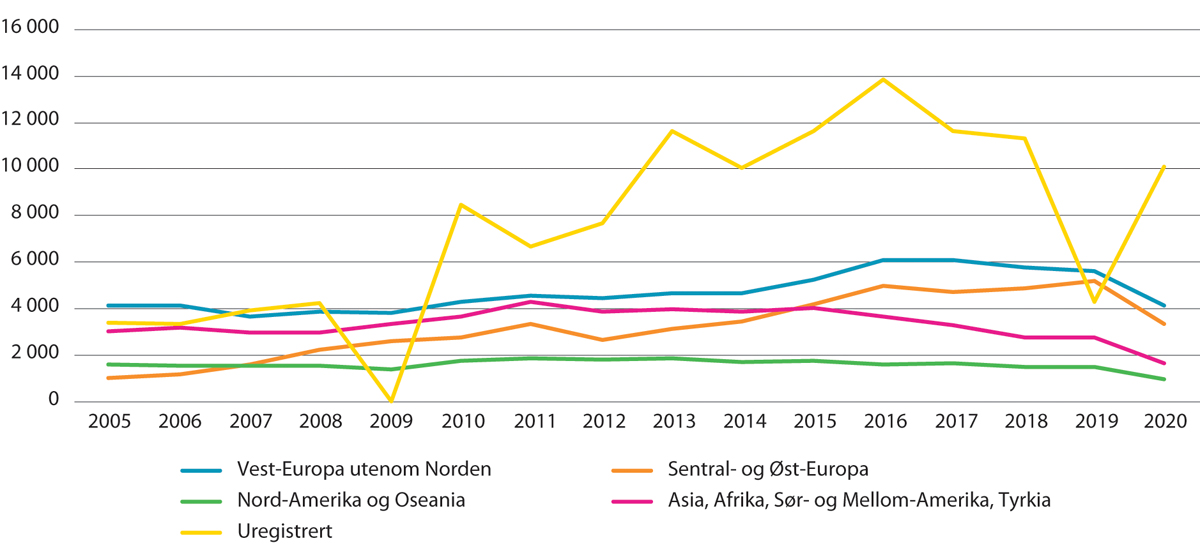 16 000
14 000
12 000
10 000
8 000
6 000
4 000
2 000
0
2005 2006 2007 2008 2009 2010 2011 2012 2013 2014 2015 2016 2017 2018 2019 2020
Vest-Europa utenom Norden Sentral- og Øst-Europa
Nord-Amerika og Oseania Asia, Afrika, Sør- og Mellom-Amerika, Tyrkia
Uregistrert